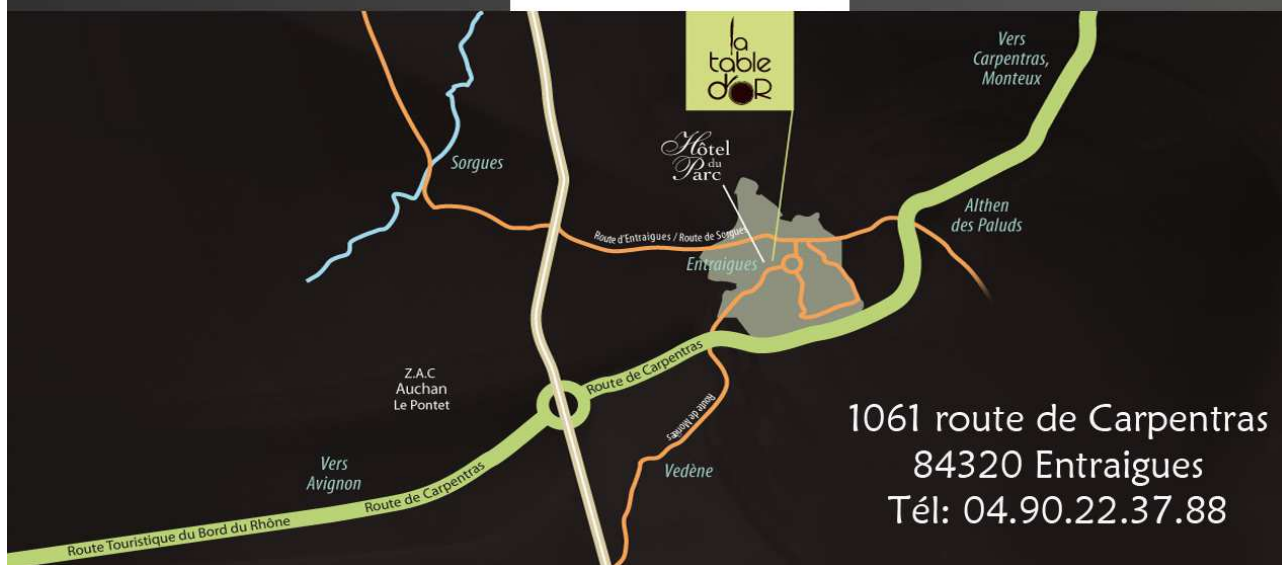 la
table
d'OR
Vers
Carpentras,
Monteux
Hôtel
du
Parc
Sorgues
Althen
des Paluds
Route d'Entraigues / Route de Sorgues
Entraigues
Route de Carpentras
Z.A.C
Auchan
Le Pontet
Route de
Vedène
Vers
Avignon
Route de Carpentras
Route Touristique du Bord du Rhône
1061 route de Carpentras
84320 Entraigues
Tél: 04.90.22.37.88